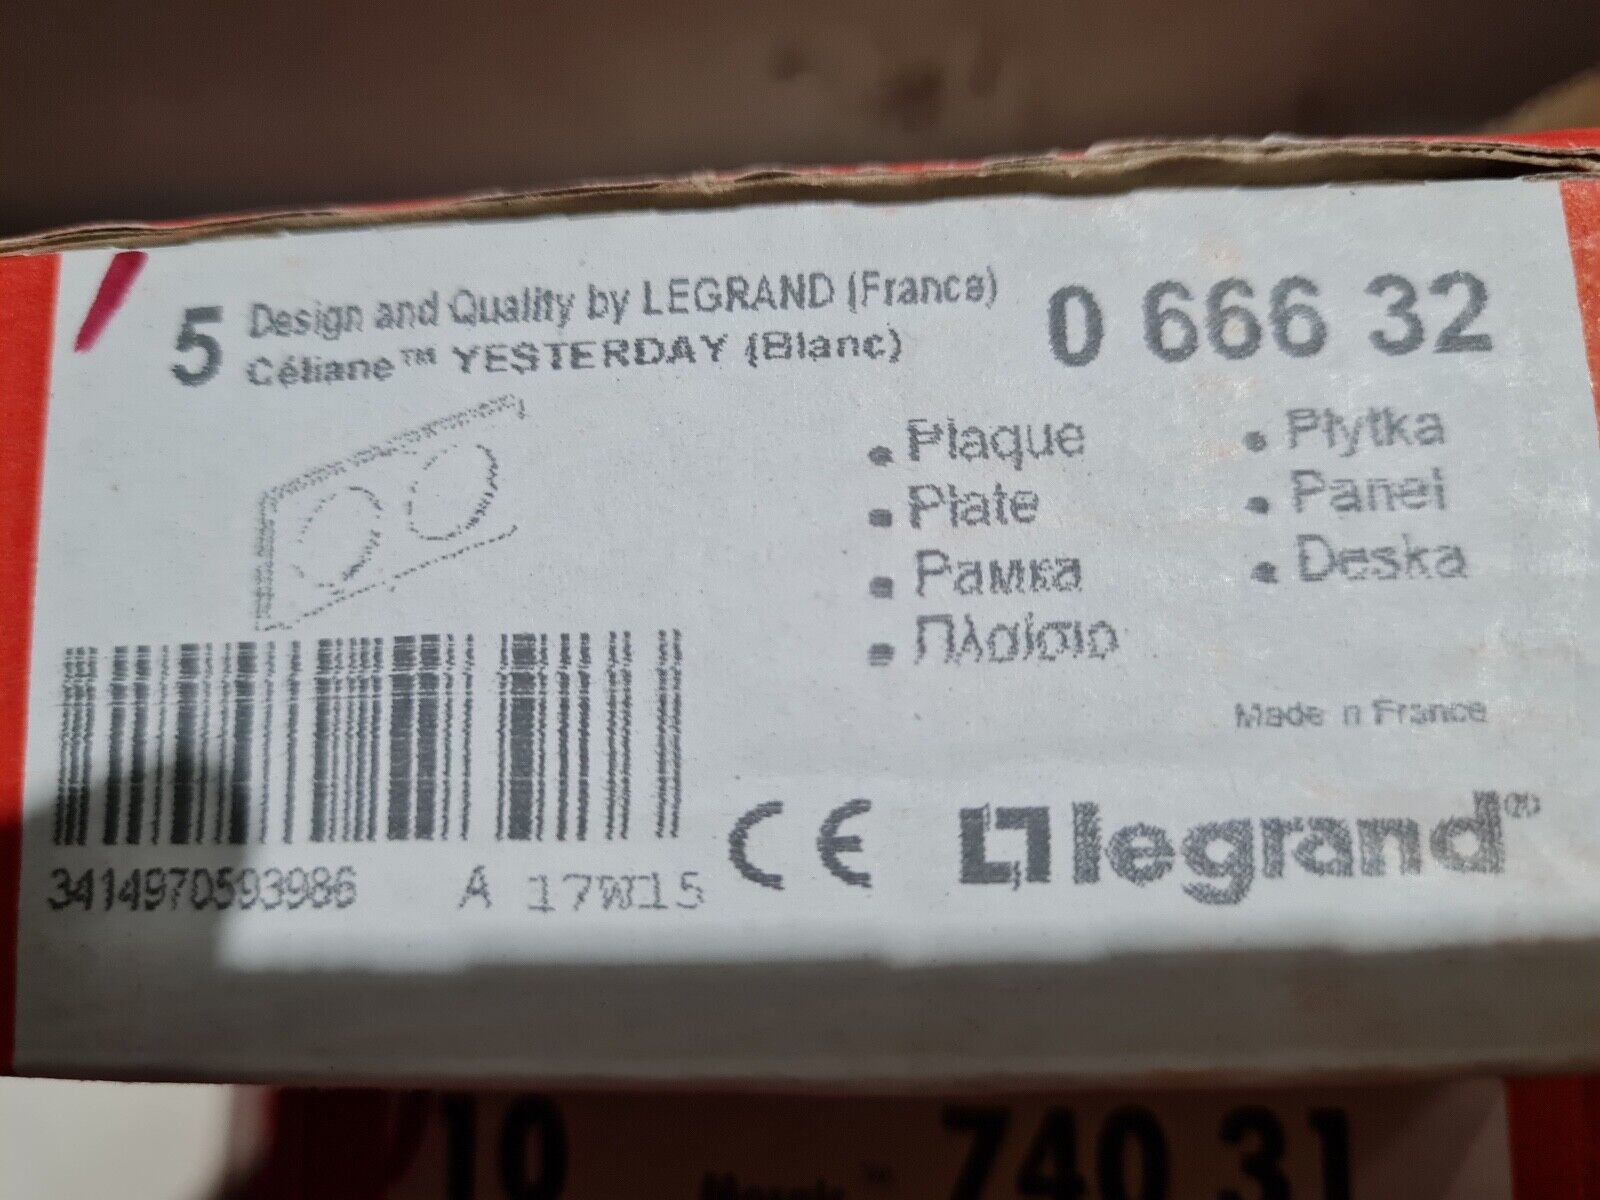 5 Design and Quality by LEGRAND (France) 0 666 32
Céliane™ YESTERDAY (Blanc)
• Plaque
• Plate
• Рамка
• Πλαίσιο
• Płytka
• Panel
• Deska
Made n France
3414970593986 A 17W15
CE legrand®
10 740 31